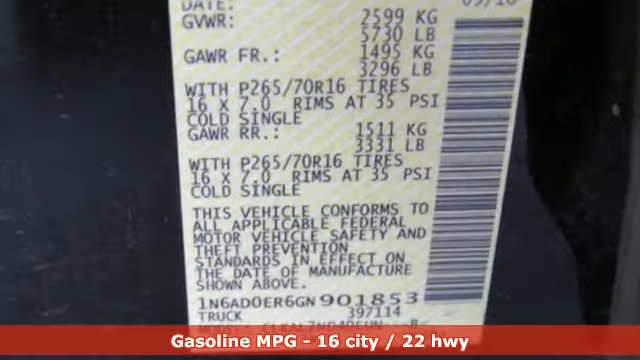 DATE:
GVWR: 2599 KG
5730 LB
GAWR FR.: 1495 KG
3296 LB
WITH P265/70R16 TIRES
16 X 7.0 RIMS AT 35 PSI
COLD SINGLE
GAWR RR.: 1511 KG
3331 LB
WITH P265/70R16 TIRES
16 X 7.0 RIMS AT 35 PSI
COLD SINGLE
THIS VEHICLE CONFORMS TO
ALL APPLICABLE FEDERAL
MOTOR VEHICLE SAFETY AND
THEFT PREVENTION
STANDARDS IN EFFECT ON
THE DATE OF MANUFACTURE
SHOWN ABOVE.
1N6AD0ER6GN901853
TRUCK 397114
Gasoline MPG - 16 city / 22 hwy